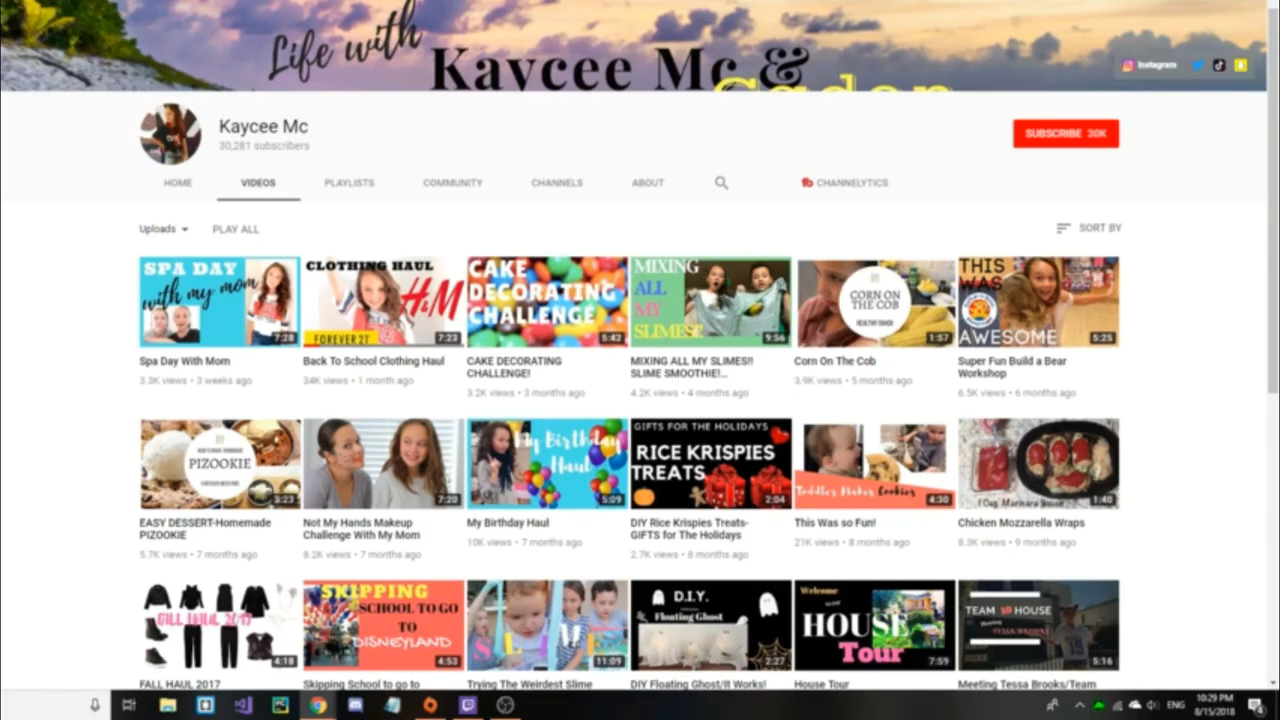 Life with
Kaycee Mc &
Caden
Instagram
Kaycee Mc
30,281 subscribers
SUBSCRIBE 30K
HOME
VIDEOS
PLAYLISTS
COMMUNITY
CHANNELS
ABOUT
CHANNELYTICS
Uploads
PLAY ALL
SORT BY
SPA DAY
with my mom
7:28
CLOTHING HAUL
H&M
FOREVER 21
7:23
CAKE
DECORATING
CHALLENGE
5:42
MIXING
ALL
MY
SLIMES!
9:56
CORN ON
THE COB
HEALTHY SNACK
1:57
THIS
WAS
AWESOME
5:25
Spa Day With Mom
3.3K views • 3 weeks ago
Back To School Clothing Haul
34K views • 1 month ago
CAKE DECORATING
CHALLENGE!
3.2K views • 3 months ago
MIXING ALL MY SLIMES!!
SLIME SMOOTHIE!...
4.2K views • 4 months ago
Corn On The Cob
3.9K views • 5 months ago
Super Fun Build a Bear
Workshop
6.5K views • 6 months ago
PIZOOKIE
3:23
7:20
My Birthday
Haul
5:09
GIFTS FOR THE HOLIDAYS
RICE KRISPIES
TREATS
2:04
Toddler Makes Cookies
4:30
1 Cup Marinara Sauce
1:40
EASY DESSERT-Homemade
PIZOOKIE
5.7K views • 7 months ago
Not My Hands Makeup
Challenge With My Mom
8.2K views • 7 months ago
My Birthday Haul
10K views • 7 months ago
DIY Rice Krispies Treats-
GIFTS for The Holidays
2.7K views • 8 months ago
This Was so Fun!
21K views • 8 months ago
Chicken Mozzarella Wraps
8.3K views • 9 months ago
FALL HAUL 2017
4:18
SKIPPING
SCHOOL TO GO
TO
DISNEYLAND
4:53
11:09
D.I.Y.
Floating Ghost
2:27
Welcome
to our
HOUSE
Tour
7:59
TEAM 10 HOUSE
Meeting
TESSA BROOKS
19
5:16
FALL HAUL 2017
Skipping School to go to
Trying The Weirdest Slime
DIY Floating Ghost/It Works!
House Tour
Meeting Tessa Brooks/Team
ENG
10:29 PM
8/15/2018
4